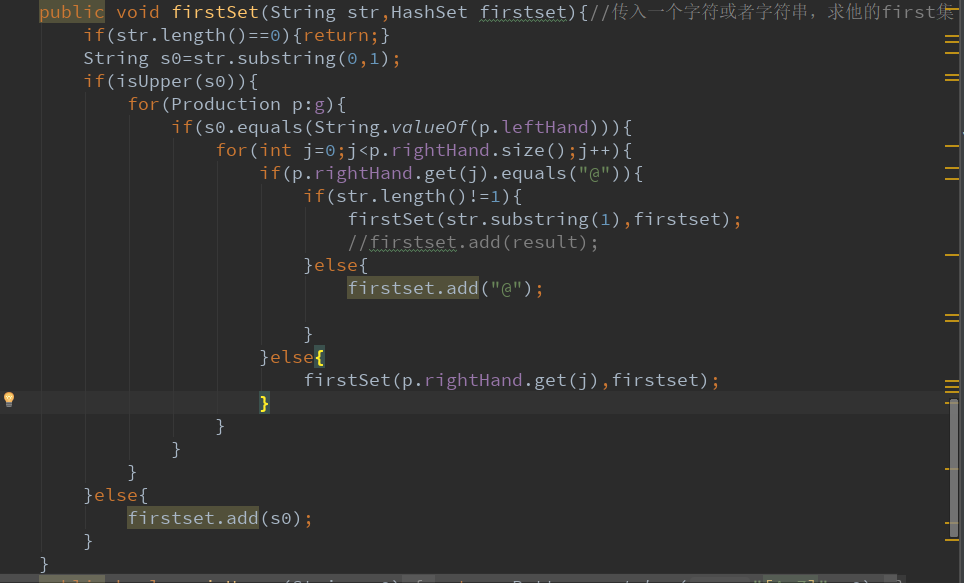 public void firstSet(String str,HashSet firstset){//传入一个字符或者字符串，求他的first集
if(str.length()==0){return;}
String s0=str.substring(0,1);
if(isUpper(s0)){
for(Production p:g){
if(s0.equals(String.valueOf(p.leftHand))){
for(int j=0;j<p.rightHand.size();j++){
if(p.rightHand.get(j).equals("@")){
if(str.length()!=1){
firstSet(str.substring(1),firstset);
//firstset.add(result);
}else{
firstset.add("@");
}
}else{
firstSet(p.rightHand.get(j),firstset);
}
}
}
}
}else{
firstset.add(s0);
}
}